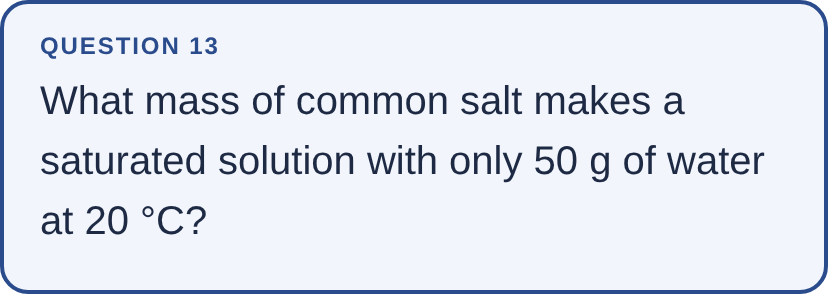 QUESTION 13
What mass of common salt makes a
saturated solution with only 50 g of water
at 20 °C?